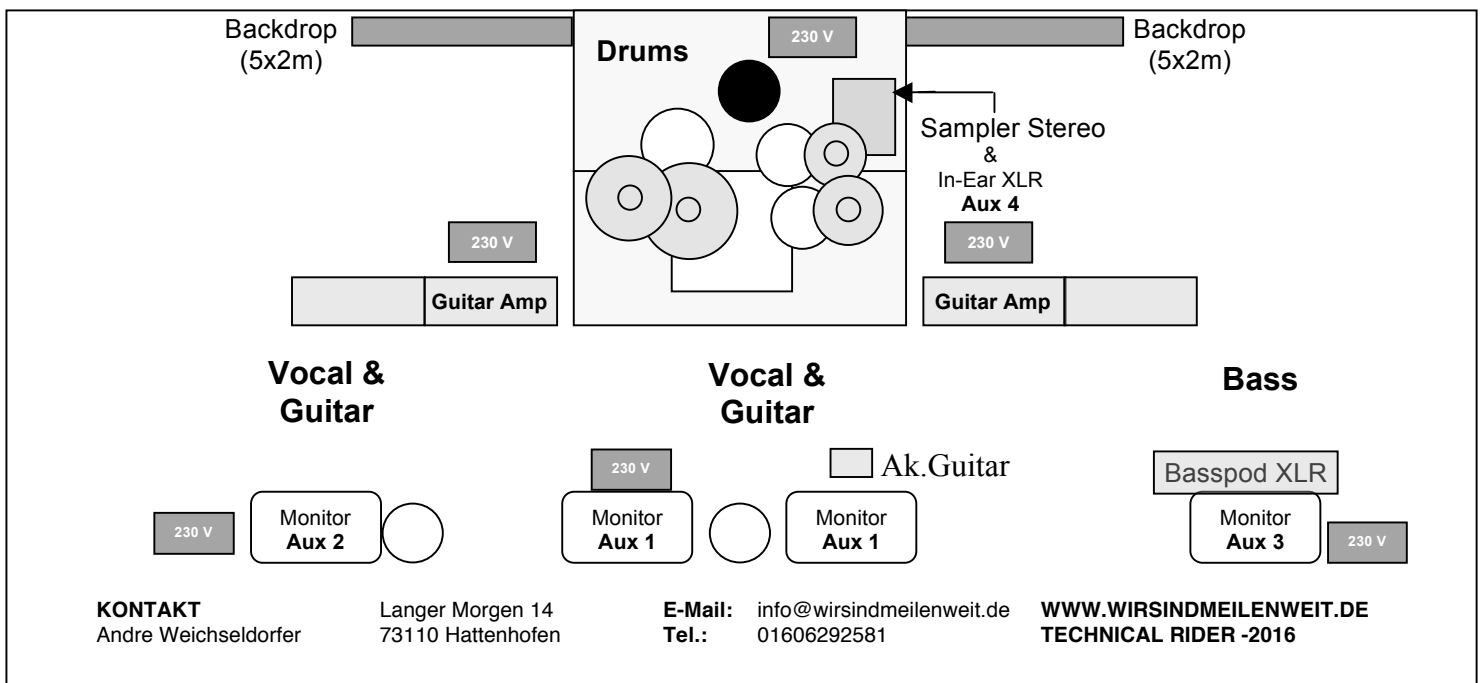 Backdrop
(5x2m)
Drums
230 V
Backdrop
(5x2m)
Sampler Stereo
&
In-Ear XLR
Aux 4
230 V
230 V
Guitar Amp
Guitar Amp
Vocal &
Guitar
Vocal &
Guitar
Bass
230 V
Ak.Guitar
Basspod XLR
230 V
Monitor
Aux 2
Monitor
Aux 1
Monitor
Aux 1
Monitor
Aux 3
230 V
KONTAKT
Andre Weichseldorfer
Langer Morgen 14
73110 Hattenhofen
E-Mail: info@wirsindmeilenweit.de
Tel.: 01606292581
WWW.WIRSINDMEILENWEIT.DE
TECHNICAL RIDER -2016